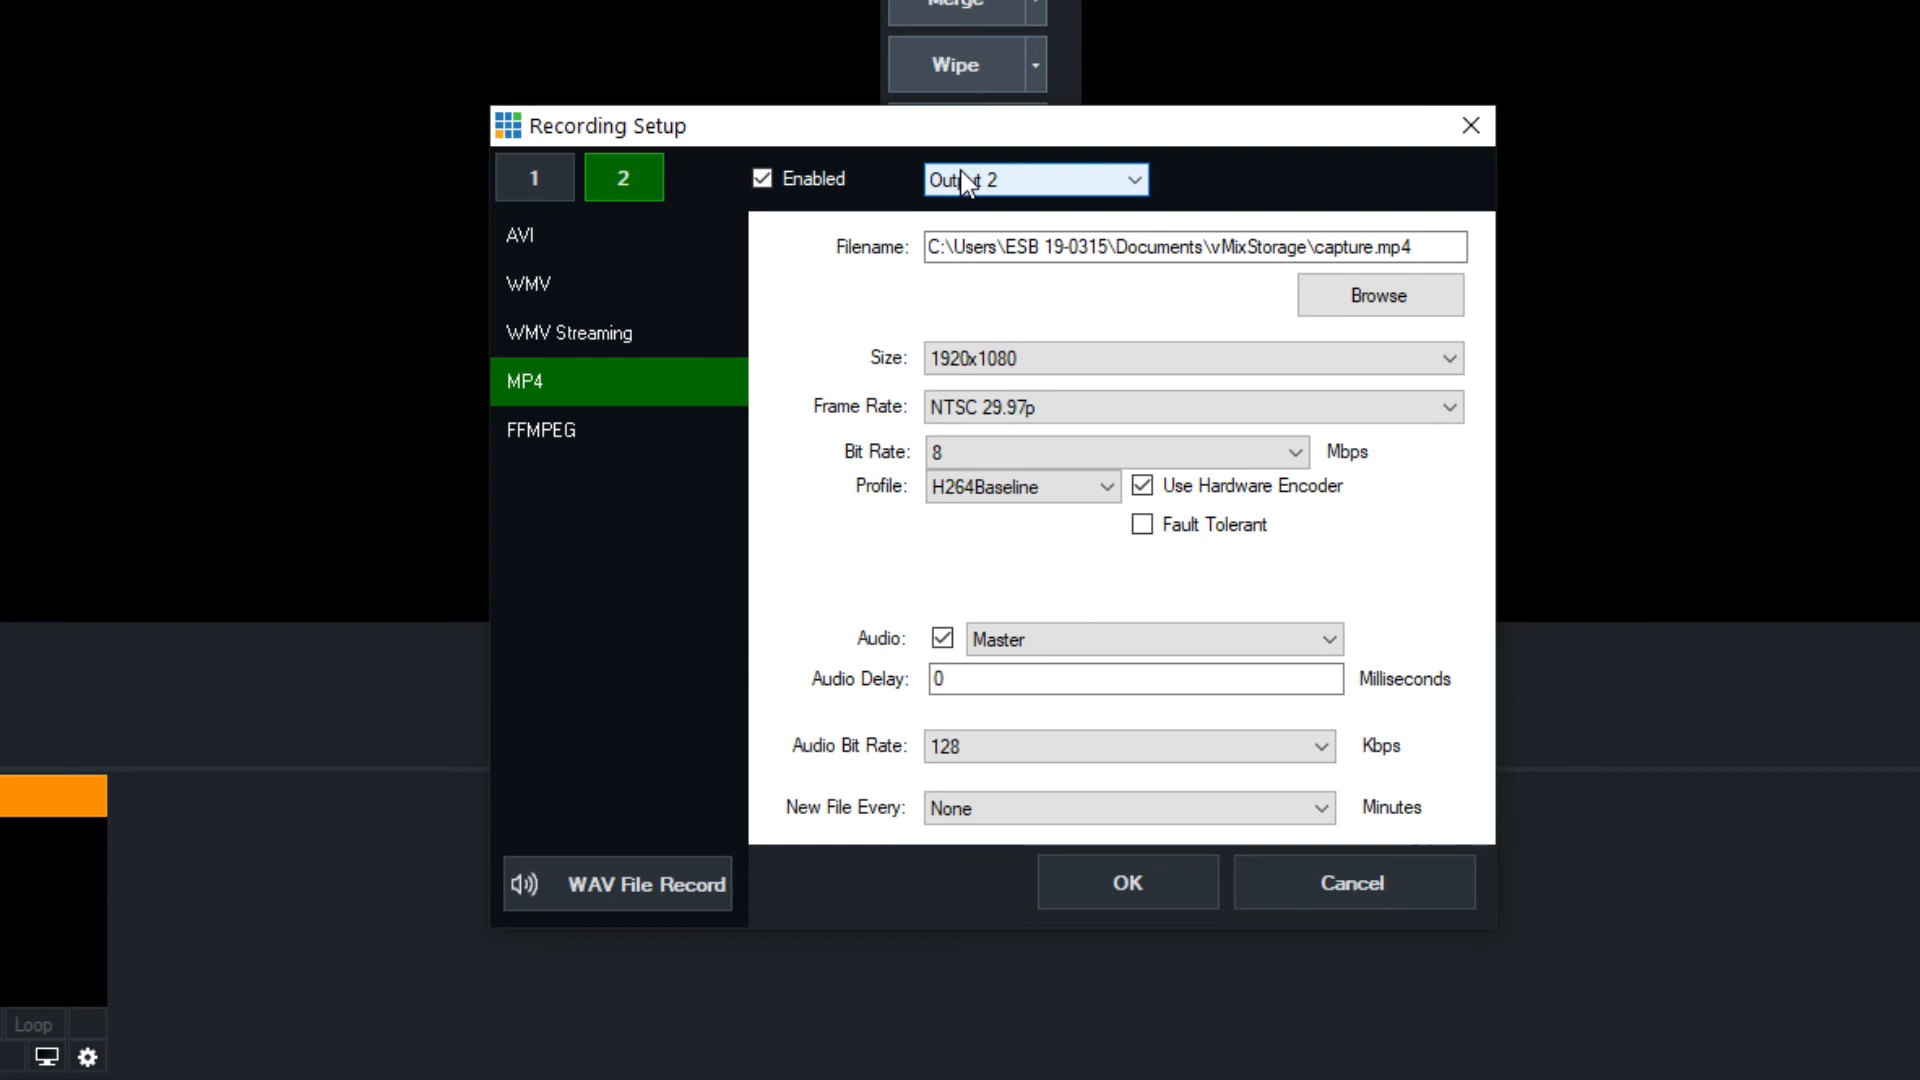 Merge
Wipe
Recording Setup
1 2 Enabled Output 2
AVI
WMV
WMV Streaming
MP4
FFMPEG
Filename: C:\Users\ESB 19-0315\Documents\vMixStorage\capture.mp4
Browse
Size: 1920x1080
Frame Rate: NTSC 29.97p
Bit Rate: 8 Mbps
Profile: H264Baseline Use Hardware Encoder
Fault Tolerant
Audio: Master
Audio Delay: 0 Milliseconds
Audio Bit Rate: 128 Kbps
New File Every: None Minutes
WAV File Record
OK Cancel
Loop